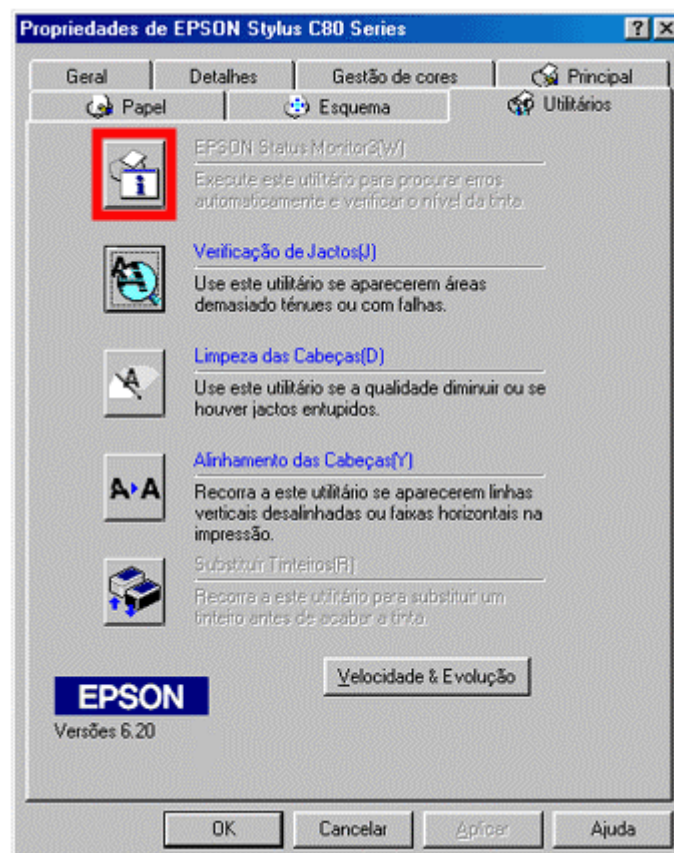 Propriedades de EPSON Stylus C80 Series
Geral Detalhes Gestão de cores Principal
Papel Esquema Utilitários
EPSON Status Monitor3(W)
Execute este utilitário para procurar erros
automaticamente e verificar o nível da tinta.
Verificação de Jactos(J)
Use este utilitário se aparecerem áreas
demasiado ténues ou com falhas.
Limpeza das Cabeças(D)
Use este utilitário se a qualidade diminuir ou se
houver jactos entupidos.
Alinhamento das Cabeças(Y)
A A
Recorra a este utilitário se aparecerem linhas
verticais desalinhadas ou faixas horizontais na
impressão.
Substituir Tinteiros(R)
Recorra a este utilitário para substituir um
tinteiro antes de acabar a tinta.
Velocidade & Evolução
EPSON
Versões 6.20
OK Cancelar Aplicar Ajuda